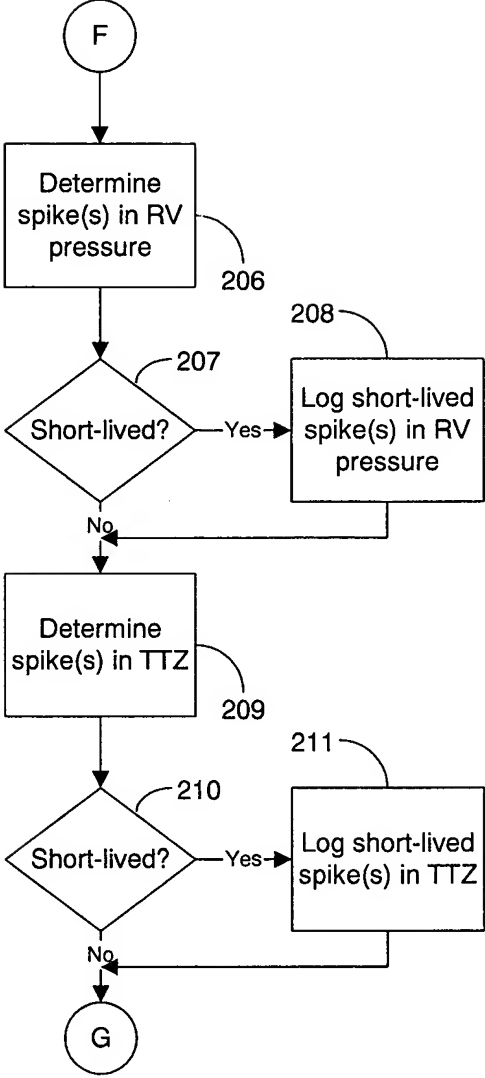 F
Determine
spike(s) in RV
pressure
206
207
208
Short-lived?
Yes
Log short-lived
spike(s) in RV
pressure
No
Determine
spike(s) in TTZ
209
210
211
Short-lived?
Yes
Log short-lived
spike(s) in TTZ
No
G